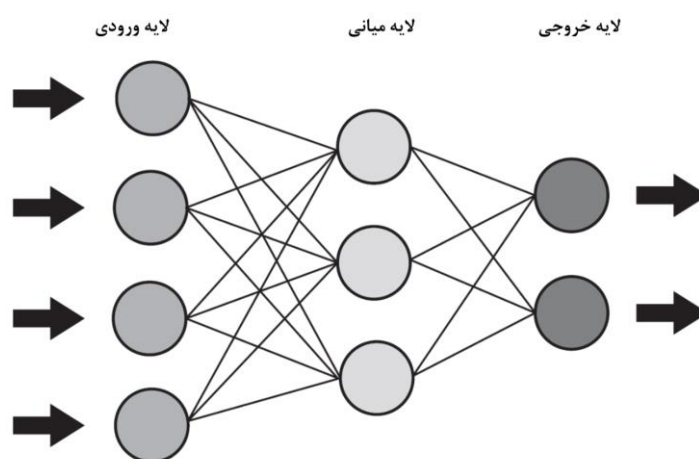 لایه خروجی
لایه میانی
لایه ورودی